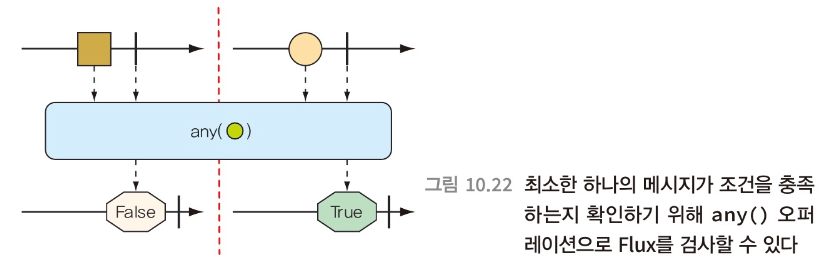 any( )
False
True
그림 10.22 최소한 하나의 메시지가 조건을 충족
하는지 확인하기 위해 any() 오퍼
레이션으로 Flux를 검사할 수 있다